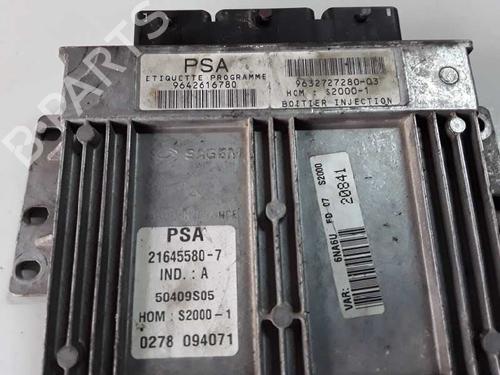 PSA
ETIQUETTE PROGRAMME
9642616780
9632727280-03
HOM : S2000-1
BOITIER INJECTION
SAGEM
PSA
21645580-7
IND. : A
50409S05
HOM : S2000-1
0278 094071
VAR: 6NA6U FD 07 S2000
20841
B-PARTS